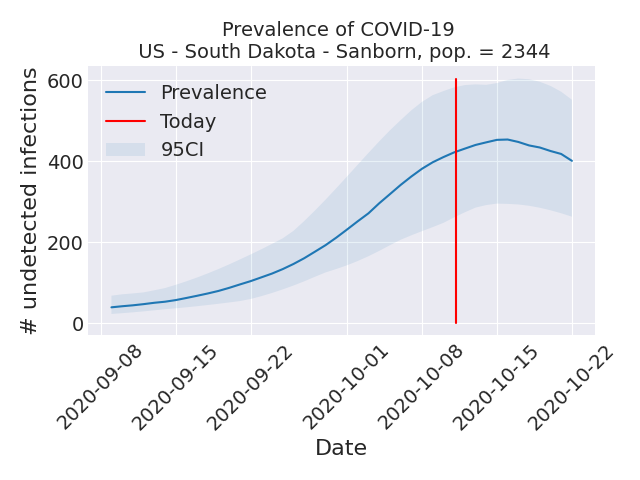 Prevalence of COVID-19
US - South Dakota - Sanborn, pop. = 2344
# undetected infections
600
400
200
0
Prevalence
Today
95CI
2020-09-08
2020-09-15
2020-09-22
2020-10-01
2020-10-08
2020-10-15
2020-10-22
Date